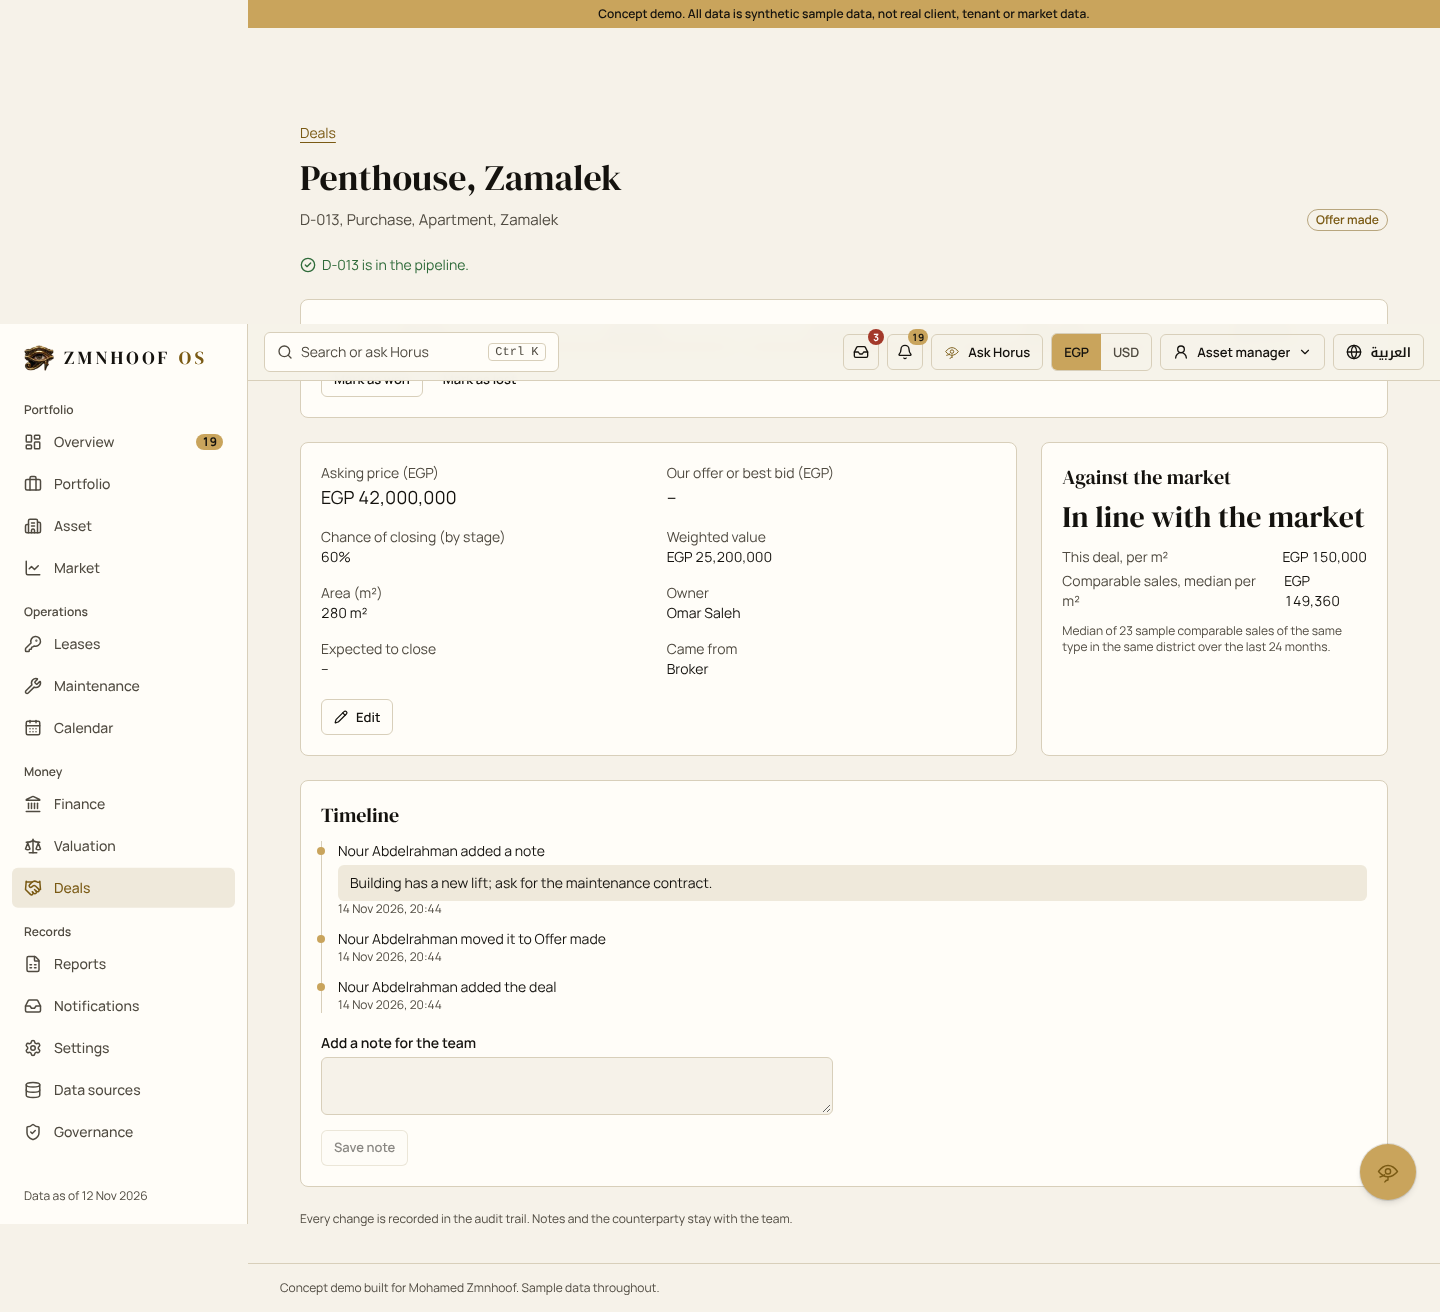 Concept demo. All data is synthetic sample data, not real client, tenant or market data.
Deals
Penthouse, Zamalek
D-013, Purchase, Apartment, Zamalek
Offer made
D-013 is in the pipeline.
ZMNHOOF OS
Search or ask Horus
Ctrl K
3
19
Ask Horus
EGP
USD
Asset manager
العربية
Mark as won
Mark as lost
Portfolio
Overview
19
Portfolio
Asset
Market
Operations
Leases
Maintenance
Calendar
Money
Finance
Valuation
Deals
Records
Reports
Notifications
Settings
Data sources
Governance
Data as of 12 Nov 2026
Asking price (EGP)
EGP 42,000,000
Our offer or best bid (EGP)
–
Chance of closing (by stage)
60%
Weighted value
EGP 25,200,000
Area (m²)
280 m²
Owner
Omar Saleh
Expected to close
–
Came from
Broker
Edit
Against the market
In line with the market
This deal, per m²
EGP 150,000
Comparable sales, median per
m²
EGP
149,360
Median of 23 sample comparable sales of the same
type in the same district over the last 24 months.
Timeline
Nour Abdelrahman added a note
Building has a new lift; ask for the maintenance contract.
14 Nov 2026, 20:44
Nour Abdelrahman moved it to Offer made
14 Nov 2026, 20:44
Nour Abdelrahman added the deal
14 Nov 2026, 20:44
Add a note for the team
Save note
Every change is recorded in the audit trail. Notes and the counterparty stay with the team.
Concept demo built for Mohamed Zmnhoof. Sample data throughout.